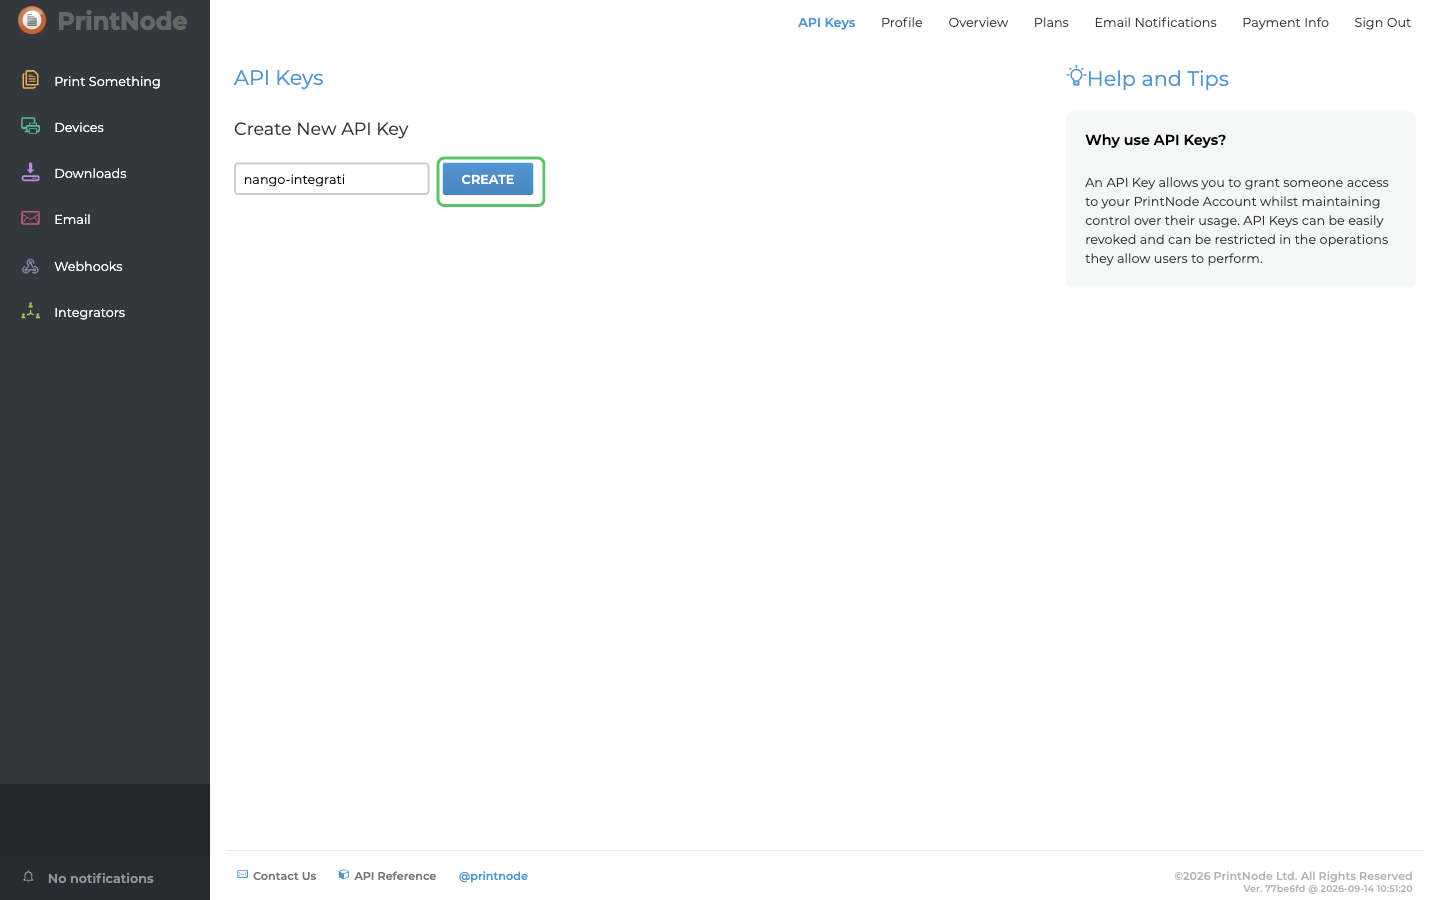 PrintNode
API Keys
Profile
Overview
Plans
Email Notifications
Payment Info
Sign Out
Print Something
Devices
Downloads
Email
Webhooks
Integrators
No notifications
API Keys
Create New API Key
nango-integrati
CREATE
Help and Tips
Why use API Keys?
An API Key allows you to grant someone access
to your PrintNode Account whilst maintaining
control over their usage. API Keys can be easily
revoked and can be restricted in the operations
they allow users to perform.
Contact Us
API Reference
@printnode
©2026 PrintNode Ltd. All Rights Reserved
Ver. 77be6fd @ 2026-09-14 10:51:20